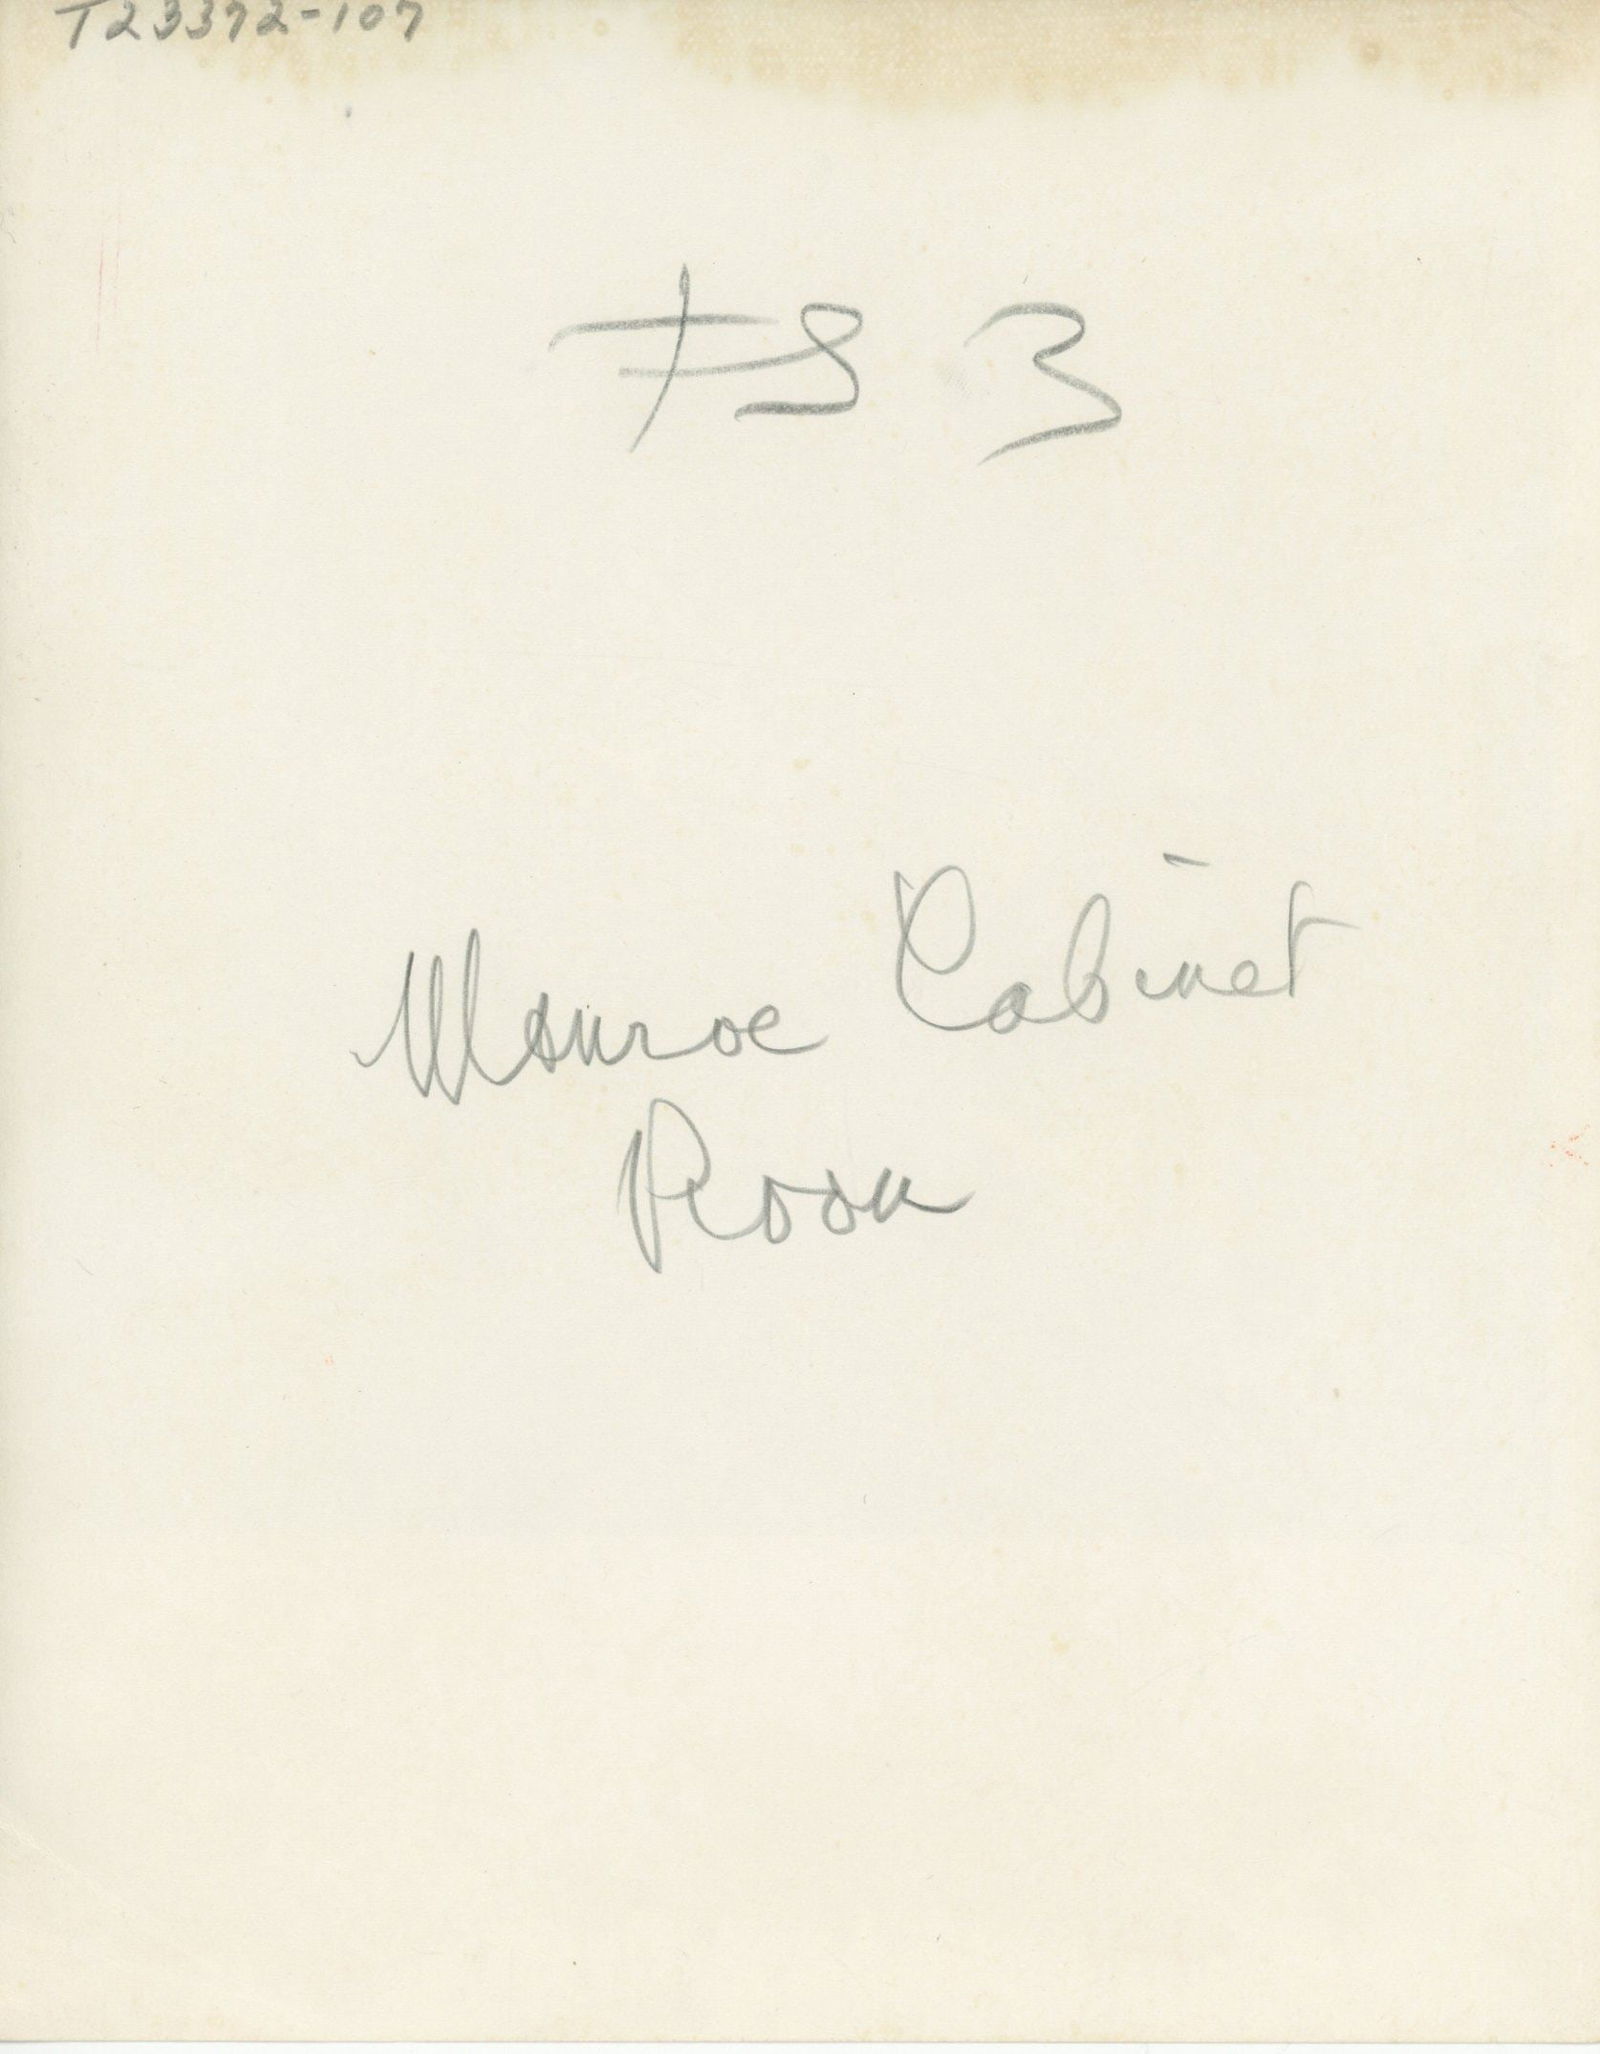 T23372-107
FS 3
Monroe Cabinet
Room